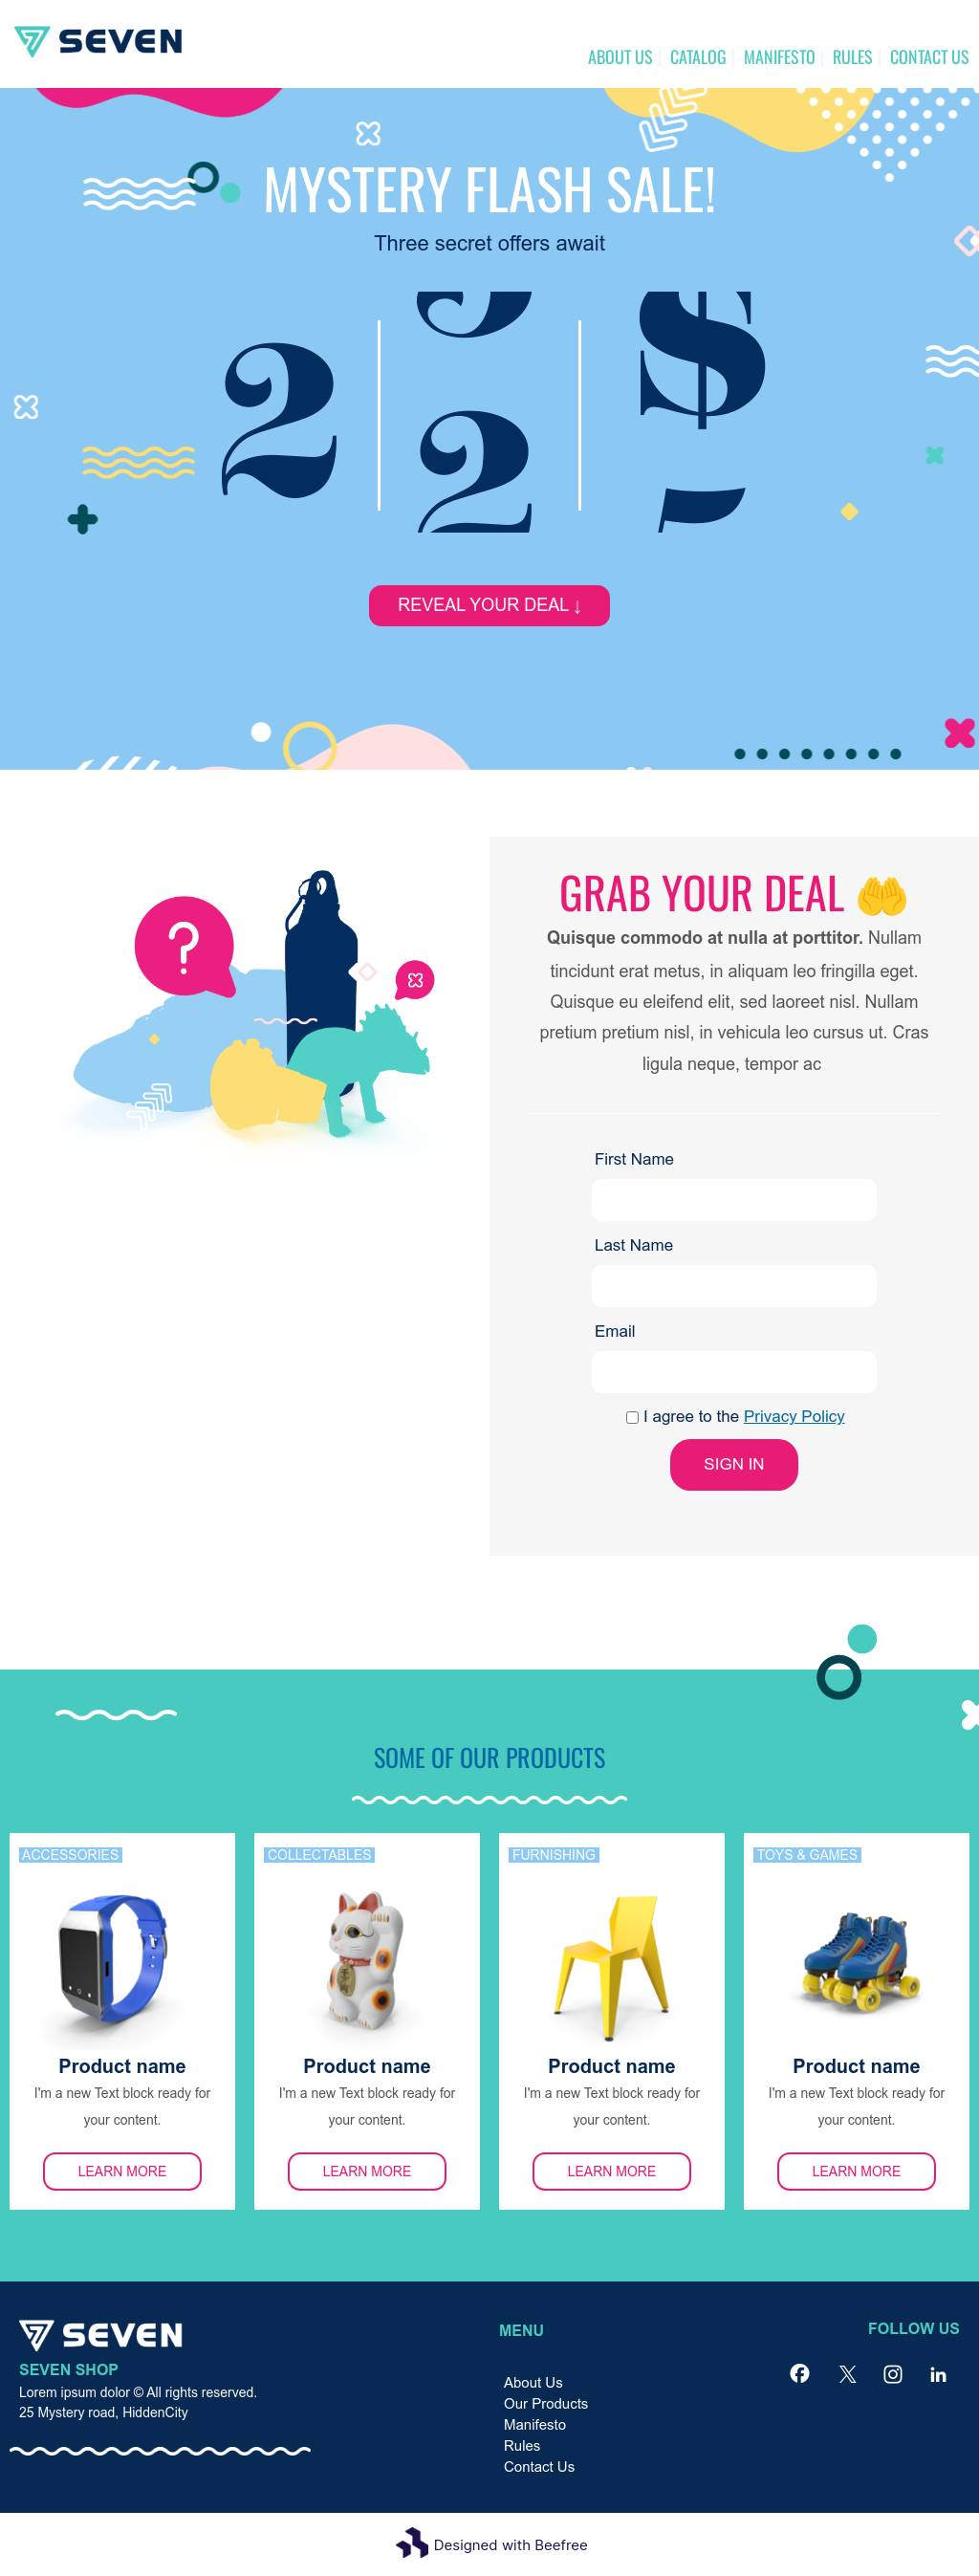 SEVEN
ABOUT US CATALOG MANIFESTO RULES CONTACT US
MYSTERY FLASH SALE!
Three secret offers await
2 2 $
REVEAL YOUR DEAL ↓
GRAB YOUR DEAL 🤲
Quisque commodo at nulla at porttitor. Nullam
tincidunt erat metus, in aliquam leo fringilla eget.
Quisque eu eleifend elit, sed laoreet nisl. Nullam
pretium pretium nisl, in vehicula leo cursus ut. Cras
ligula neque, tempor ac
?
First Name
Last Name
Email
I agree to the Privacy Policy
SIGN IN
SOME OF OUR PRODUCTS
ACCESSORIES
Product name
I'm a new Text block ready for
your content.
LEARN MORE
COLLECTABLES
Product name
I'm a new Text block ready for
your content.
LEARN MORE
FURNISHING
Product name
I'm a new Text block ready for
your content.
LEARN MORE
TOYS & GAMES
Product name
I'm a new Text block ready for
your content.
LEARN MORE
SEVEN
SEVEN SHOP
Lorem ipsum dolor © All rights reserved.
25 Mystery road, HiddenCity
MENU
About Us
Our Products
Manifesto
Rules
Contact Us
FOLLOW US
Designed with Beefree